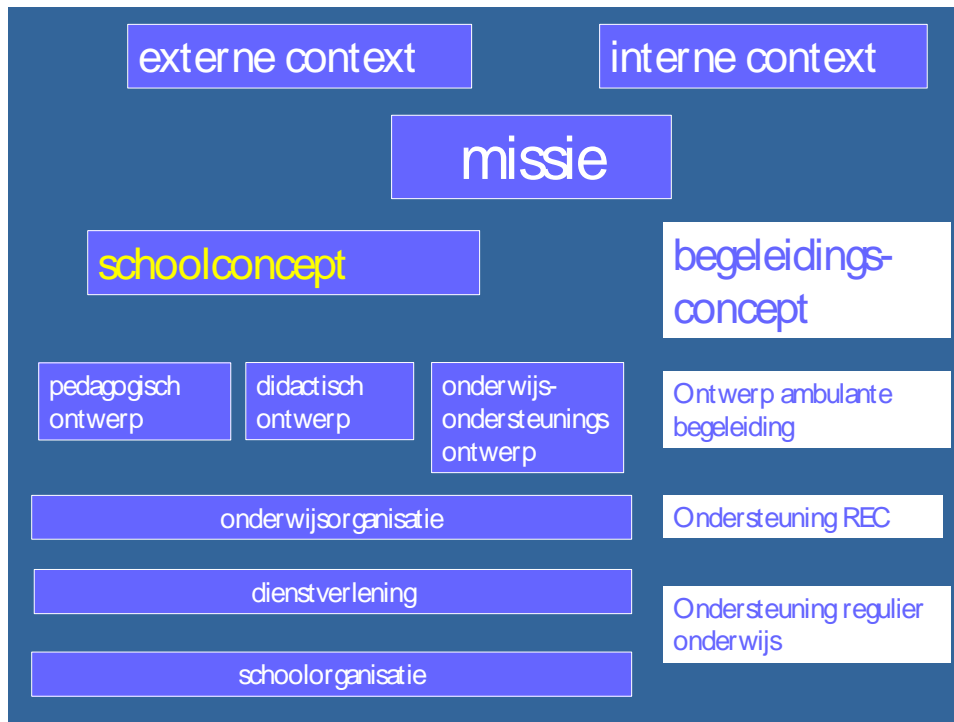 externe context
interne context
missie
schoolconcept
begeleidings-
concept
pedagogisch
ontwerp
didactisch
ontwerp
onderwijs-
ondersteunings
ontwerp
Ontwerp ambulante
begeleiding
onderwijsorganisatie
Ondersteuning REC
dienstverlening
Ondersteuning regulier
onderwijs
schoolorganisatie